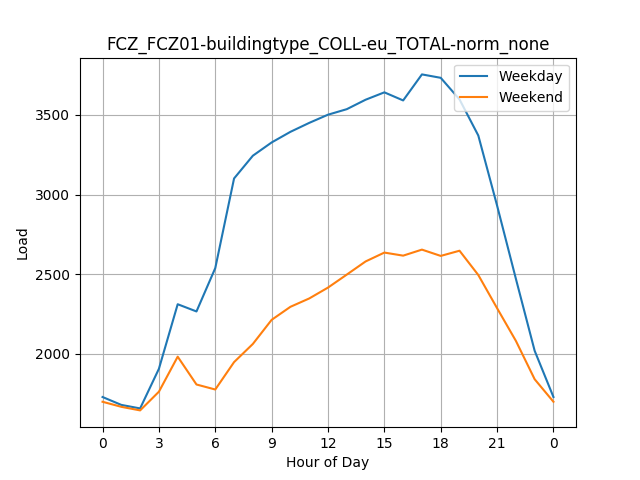 FCZ_FCZ01-buildingtype_COLL-eu_TOTAL-norm_none
Weekday
Weekend
3500
3000
2500
2000
Load
0 3 6 9 12 15 18 21 0
Hour of Day